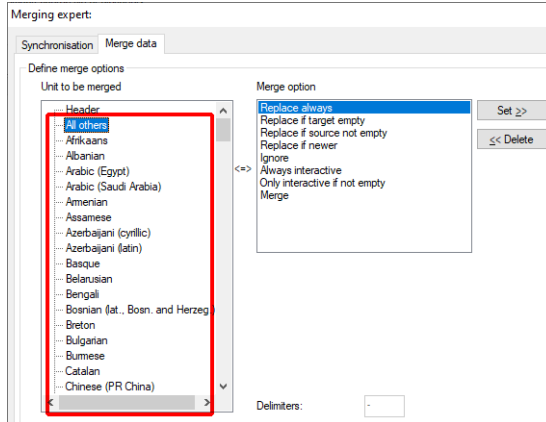 Merging expert:
Synchronisation Merge data
Define merge options
Unit to be merged
Header
All others
Afrikaans
Albanian
Arabic (Egypt)
Arabic (Saudi Arabia)
Armenian
Assamese
Azerbaijani (cyrillic)
Azerbaijani (latin)
Basque
Belarusian
Bengali
Bosnian (lat., Bosn. and Herzeg.)
Breton
Bulgarian
Burmese
Catalan
Chinese (PR China)
<=>
Merge option
Replace always
Replace if target empty
Replace if source not empty
Replace if newer
Ignore
Always interactive
Only interactive if not empty
Merge
Set >>
<< Delete
Delimiters: -